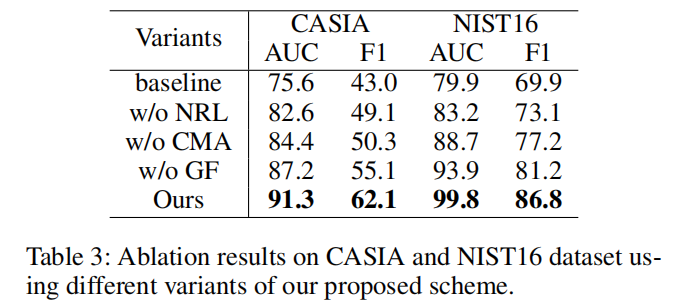 Variants CASIA NIST16
AUC F1 AUC F1
baseline 75.6 43.0 79.9 69.9
w/o NRL 82.6 49.1 83.2 73.1
w/o CMA 84.4 50.3 88.7 77.2
w/o GF 87.2 55.1 93.9 81.2
Ours 91.3 62.1 99.8 86.8
Table 3: Ablation results on CASIA and NIST16 dataset us-
ing different variants of our proposed scheme.